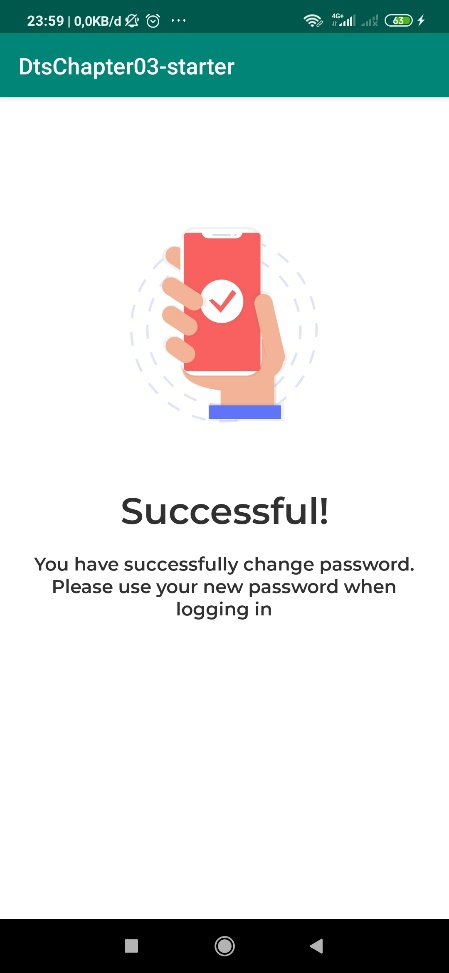 23:59 | 0,0KB/d ... 4G+ 63
DtsChapter03-starter
Successful!
You have successfully change password.
Please use your new password when
logging in